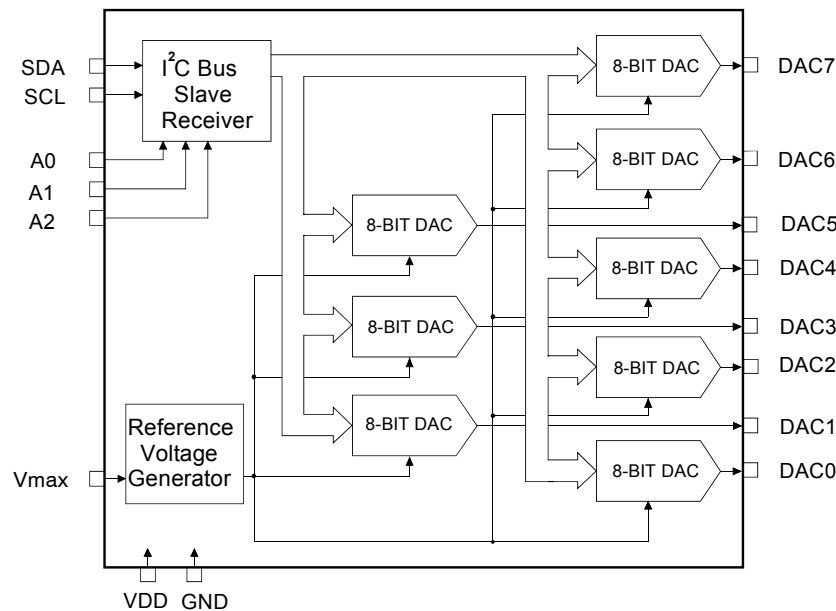 SDA
SCL
A0
A1
A2
I²C Bus
Slave
Receiver
8-BIT DAC
DAC7
8-BIT DAC
DAC6
8-BIT DAC
DAC5
8-BIT DAC
DAC4
8-BIT DAC
DAC3
8-BIT DAC
DAC2
8-BIT DAC
DAC1
8-BIT DAC
DAC0
Reference
Voltage
Generator
Vmax
VDD
GND